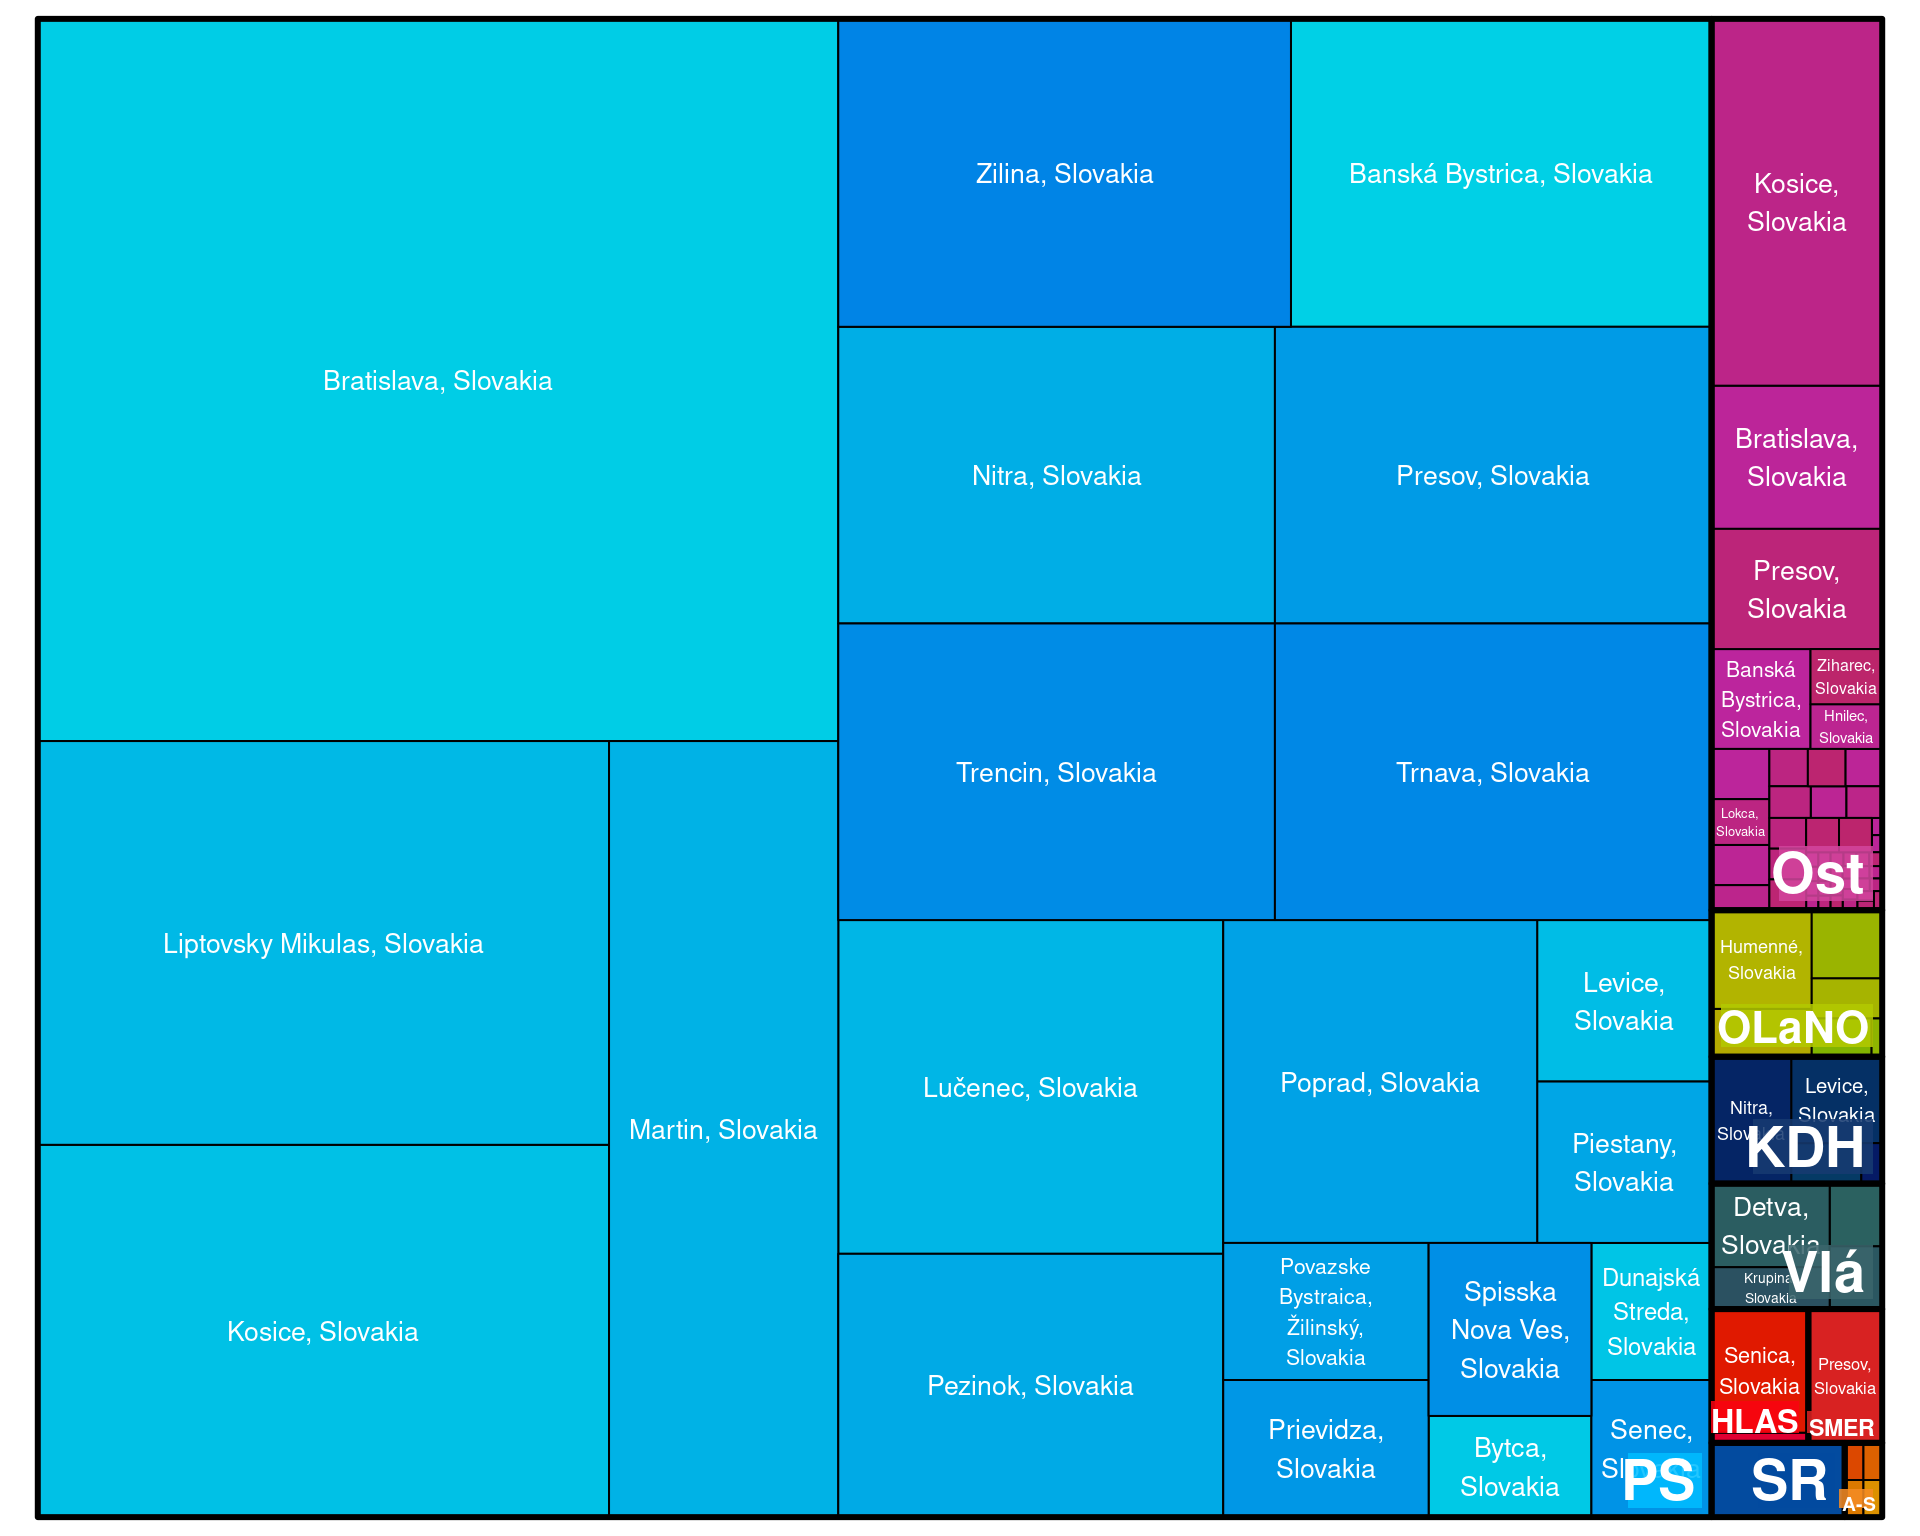 Bratislava, Slovakia
Liptovsky Mikulas, Slovakia
Kosice, Slovakia
Martin, Slovakia
Zilina, Slovakia
Banská Bystrica, Slovakia
Nitra, Slovakia
Presov, Slovakia
Trencin, Slovakia
Trnava, Slovakia
Lučenec, Slovakia
Pezinok, Slovakia
Poprad, Slovakia
Levice,
Slovakia
Piestany,
Slovakia
Povazske
Bystraica,
Žilinský,
Slovakia
Prievidza,
Slovakia
Spisska
Nova Ves,
Slovakia
Bytca,
Slovakia
Dunajská
Streda,
Slovakia
Senec,
Slovakia
PS
Kosice,
Slovakia
Bratislava,
Slovakia
Presov,
Slovakia
Banská
Bystrica,
Slovakia
Ziharec,
Slovakia
Hnilec,
Slovakia
Lokca,
Slovakia
Ost
Humenné,
Slovakia
OLaNO
Nitra,
Slovakia
Levice,
Slovakia
KDH
Detva,
Slovakia
Krupina,
Slovakia
Vlá
Senica,
Slovakia
HLAS
Presov,
Slovakia
SMER
SR
A-S